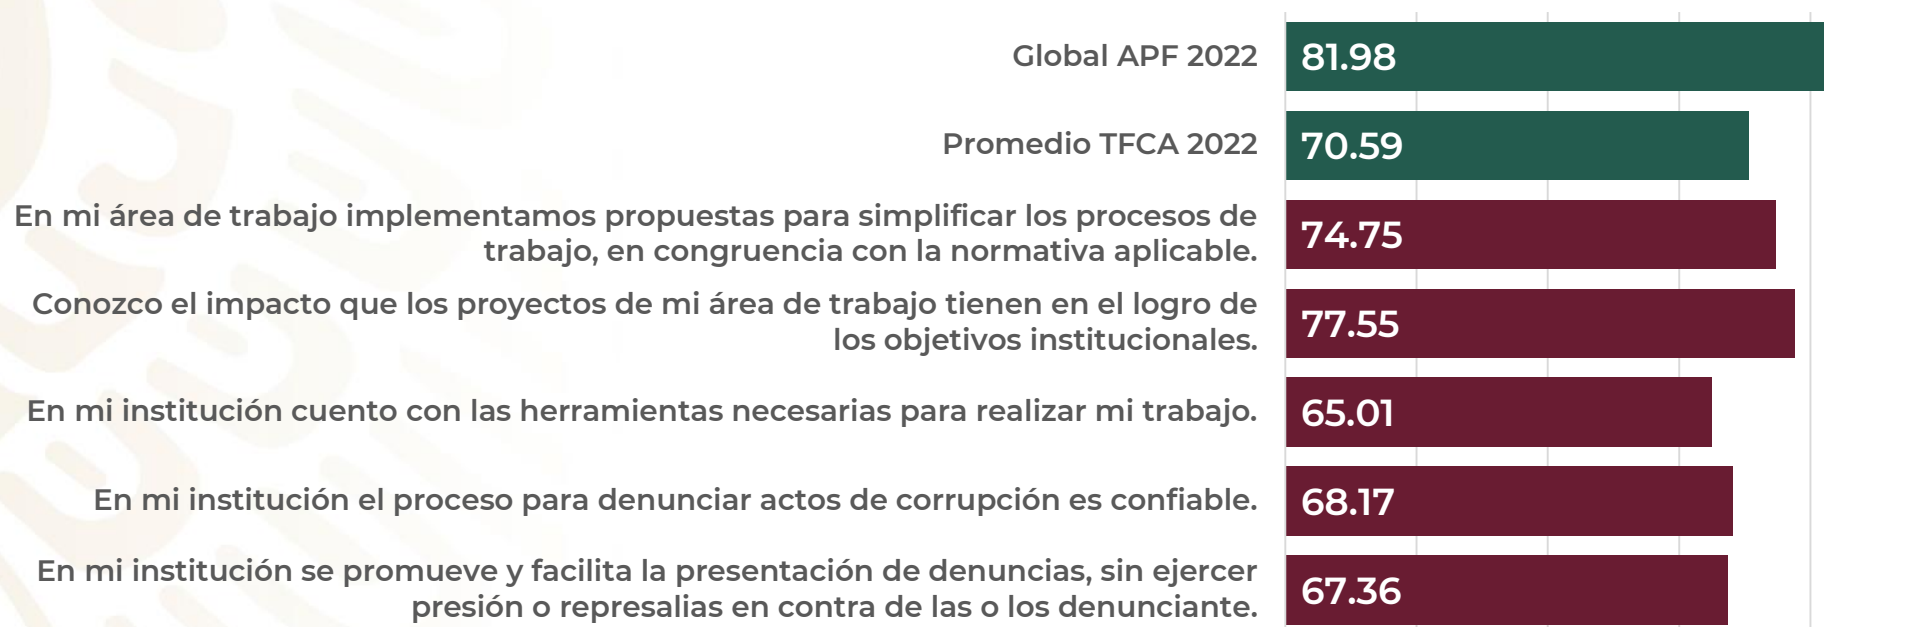 Global APF 2022 81.98
Promedio TFCA 2022 70.59
En mi área de trabajo implementamos propuestas para simplificar los procesos de
trabajo, en congruencia con la normativa aplicable.
74.75
Conozco el impacto que los proyectos de mi área de trabajo tienen en el logro de
los objetivos institucionales.
77.55
En mi institución cuento con las herramientas necesarias para realizar mi trabajo. 65.01
En mi institución el proceso para denunciar actos de corrupción es confiable. 68.17
En mi institución se promueve y facilita la presentación de denuncias, sin ejercer
presión o represalias en contra de las o los denunciante.
67.36